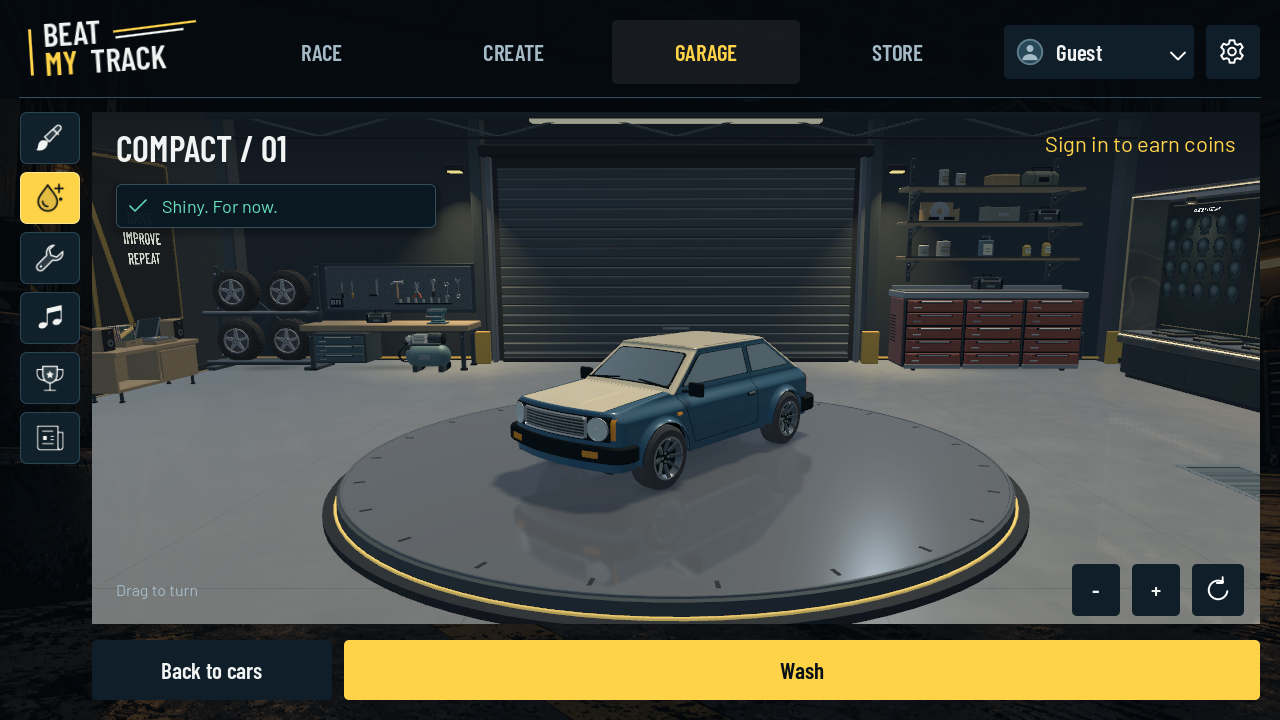 BEAT
MY TRACK
RACE
CREATE
GARAGE
STORE
Guest
COMPACT / 01
Sign in to earn coins
Shiny. For now.
IMPROVE
REPEAT
Drag to turn
-
+
Back to cars
Wash